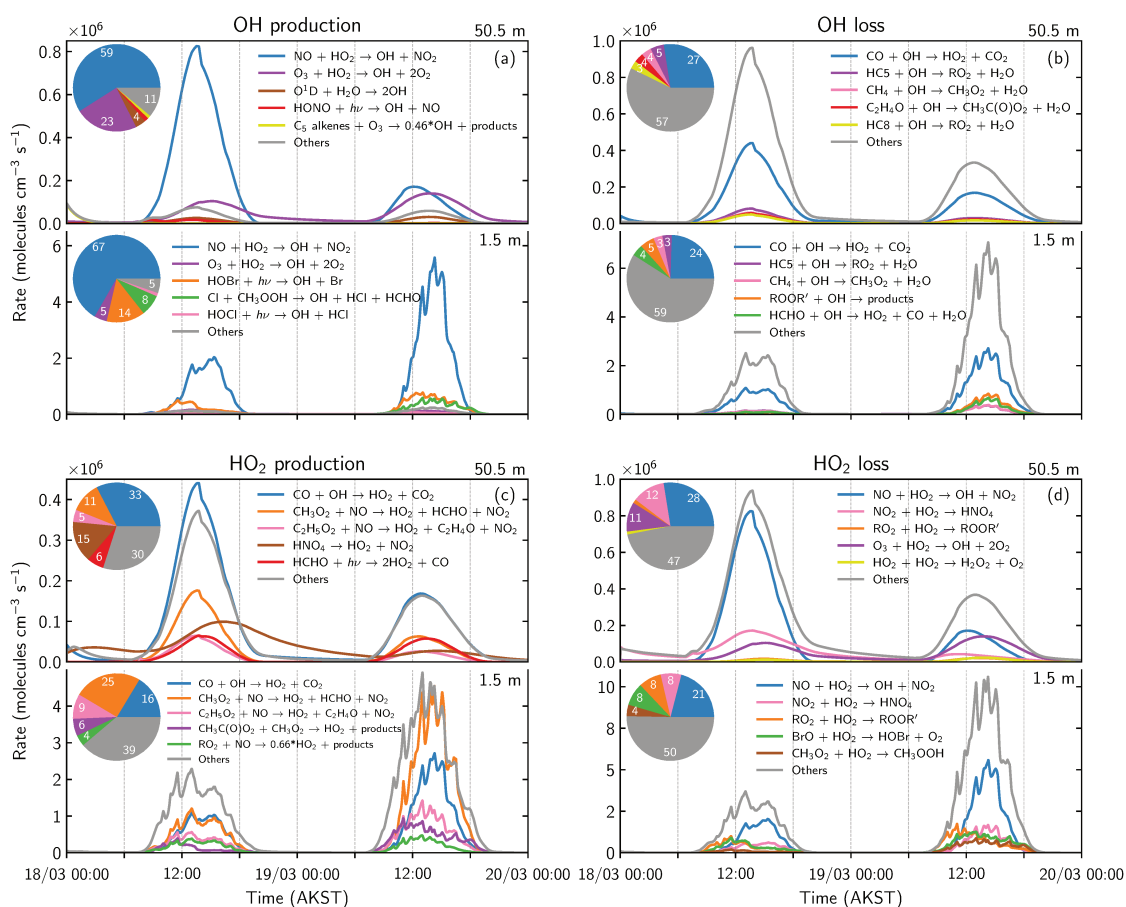 OH production
×10⁶
50.5 m
(a)
NO + HO₂ → OH + NO₂
O₃ + HO₂ → OH + 2O₂
O¹D + H₂O → 2OH
HONO + hν → OH + NO
C₅ alkenes + O₃ → 0.46*OH + products
Others
59
23
4
11
0.8
0.6
0.4
0.2
0.0
1.5 m
NO + HO₂ → OH + NO₂
O₃ + HO₂ → OH + 2O₂
HOBr + hν → OH + Br
Cl + CH₃OOH → OH + HCl + HCHO
HOCl + hν → OH + HCl
Others
67
5
14
8
5
6
4
2
0
Rate (molecules cm⁻³ s⁻¹)
OH loss
×10⁶
50.5 m
(b)
CO + OH → HO₂ + CO₂
HC5 + OH → RO₂ + H₂O
CH₄ + OH → CH₃O₂ + H₂O
C₂H₄O + OH → CH₃C(O)O₂ + H₂O
HC8 + OH → RO₂ + H₂O
Others
27
5
4
4
3
57
1.0
0.8
0.6
0.4
0.2
0.0
1.5 m
CO + OH → HO₂ + CO₂
HC5 + OH → RO₂ + H₂O
CH₄ + OH → CH₃O₂ + H₂O
ROOR′ + OH → products
HCHO + OH → HO₂ + CO + H₂O
Others
24
3
3
5
4
59
6
4
2
0
HO₂ production
×10⁶
50.5 m
(c)
CO + OH → HO₂ + CO₂
CH₃O₂ + NO → HO₂ + HCHO + NO₂
C₂H₅O₂ + NO → HO₂ + C₂H₄O + NO₂
HNO₄ → HO₂ + NO₂
HCHO + hν → 2HO₂ + CO
Others
33
11
5
15
6
30
0.4
0.3
0.2
0.1
0.0
1.5 m
CO + OH → HO₂ + CO₂
CH₃O₂ + NO → HO₂ + HCHO + NO₂
C₂H₅O₂ + NO → HO₂ + C₂H₄O + NO₂
CH₃C(O)O₂ + CH₃O₂ → HO₂ + products
RO₂ + NO → 0.66*HO₂ + products
Others
16
25
9
6
4
39
5
4
3
2
1
0
Rate (molecules cm⁻³ s⁻¹)
18/03 00:00
12:00
19/03 00:00
12:00
20/03 00:00
Time (AKST)
HO₂ loss
×10⁶
50.5 m
(d)
NO + HO₂ → OH + NO₂
NO₂ + HO₂ → HNO₄
RO₂ + HO₂ → ROOR′
O₃ + HO₂ → OH + 2O₂
HO₂ + HO₂ → H₂O₂ + O₂
Others
28
12
11
47
1.0
0.8
0.6
0.4
0.2
0.0
1.5 m
NO + HO₂ → OH + NO₂
NO₂ + HO₂ → HNO₄
RO₂ + HO₂ → ROOR′
BrO + HO₂ → HOBr + O₂
CH₃O₂ + HO₂ → CH₃OOH
Others
21
8
8
8
4
50
10
8
5
2
0
18/03 00:00
12:00
19/03 00:00
12:00
20/03 00:00
Time (AKST)